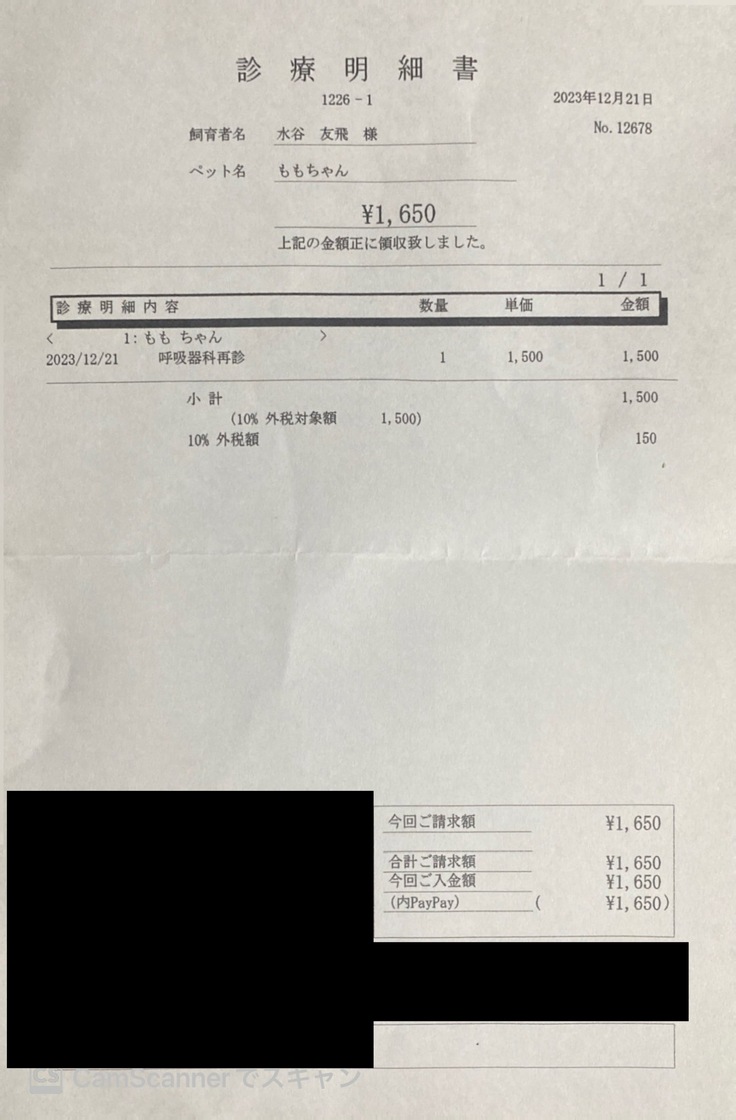 診療明細書
1226-1
2023年12月21日
No.12678
飼育者名 水谷 友飛 様
ペット名 ももちゃん
¥1,650
上記の金額正に領収致しました。
1 / 1
診療明細内容 数量 単価 金額
< 1:もも ちゃん >
2023/12/21 呼吸器科再診 1 1,500 1,500
小計 1,500
(10% 外税対象額 1,500)
10% 外税額 150
今回ご請求額 ¥1,650
合計ご請求額 ¥1,650
今回ご入金額 ¥1,650
(内PayPay) ( ¥1,650)
CS CamScanner でスキャン